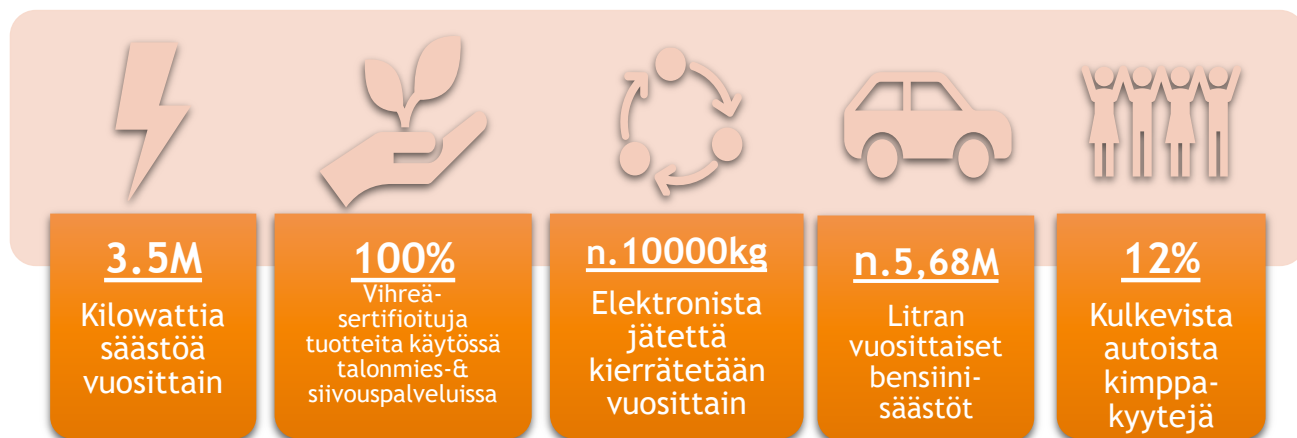 3.5M
Kilowattia
säästöä
vuosittain
100%
Vihreä-
sertifioituja
tuotteita käytössä
talonmies-&
siivouspalveluissa
n.10000kg
Elektronista
jätettä
kierrätetään
vuosittain
n.5,68M
Litran
vuosittaiset
bensiini-
säästöt
12%
Kulkevista
autoista
kimppa-
kyytejä